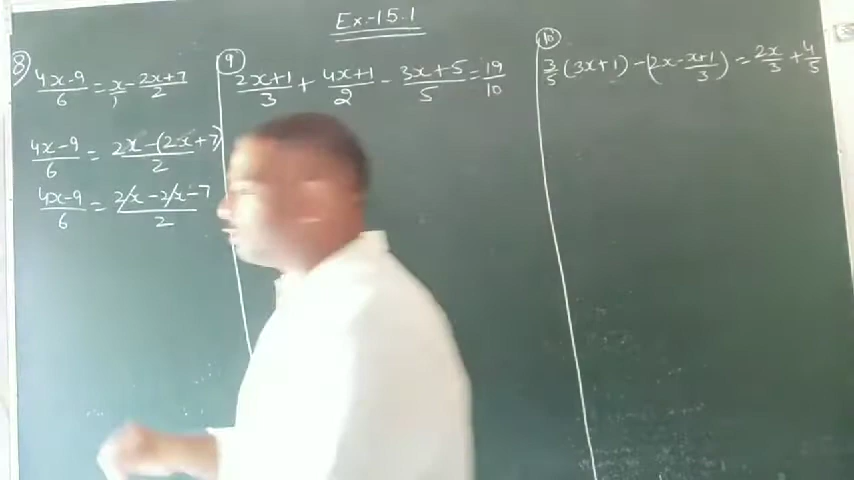 Ex.-15.1
8) (4x-9)/6 = x/1 - (2x+7)/2
(4x-9)/6 = (2x-(2x+7))/2
(4x-9)/6 = (2x-2x-7)/2
9 (2x+1)/3 + (4x+1)/2 - (3x+5)/5 = 19/10
10 3/5 (3x+1) - (2x - (x+1)/3) = 2x/3 + 4/5